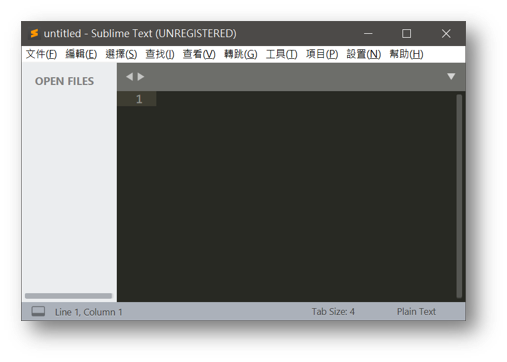 untitled - Sublime Text (UNREGISTERED)
文件(F) 編輯(E) 選擇(S) 查找(I) 查看(V) 轉跳(G) 工具(T) 項目(P) 設置(N) 幫助(H)
OPEN FILES
1
Line 1, Column 1 Tab Size: 4 Plain Text